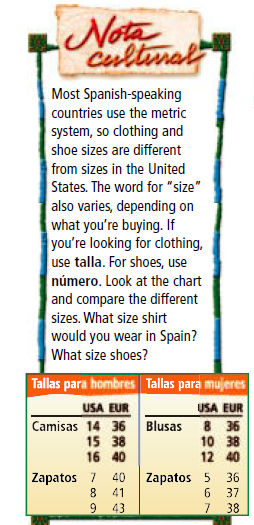 Nota
cultural
Most Spanish-speaking
countries use the metric
system, so clothing and
shoe sizes are different
from sizes in the United
States. The word for “size”
also varies, depending on
what you’re buying. If
you’re looking for clothing,
use talla. For shoes, use
número. Look at the chart
and compare the different
sizes. What size shirt
would you wear in Spain?
What size shoes?
Tallas para hombres
USA EUR
Camisas 14 36
15 38
16 40
Zapatos 7 40
8 41
9 43
Tallas para mujeres
USA EUR
Blusas 8 36
10 38
12 40
Zapatos 5 36
6 37
7 38